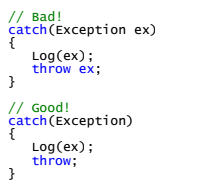 // Bad!
catch(Exception ex)
{
   Log(ex);
   throw ex;
}

// Good!
catch(Exception)
{
   Log(ex);
   throw;
}